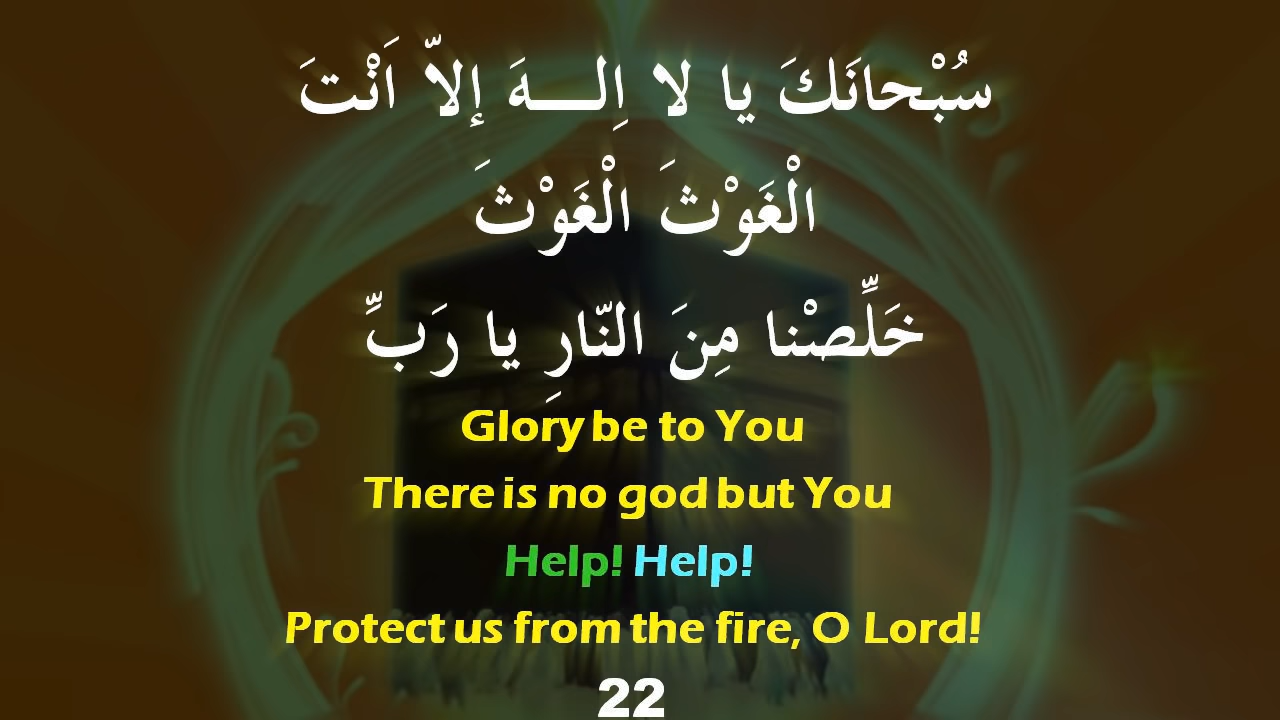 سُبْحانَكَ يا لا اِلـــهَ إلاّ اَنْتَ
الْغَوْثَ الْغَوْثَ
خَلِّصْنا مِنَ النّارِ يا رَبِّ
Glory be to You
There is no god but You
Help! Help!
Protect us from the fire, O Lord!
22